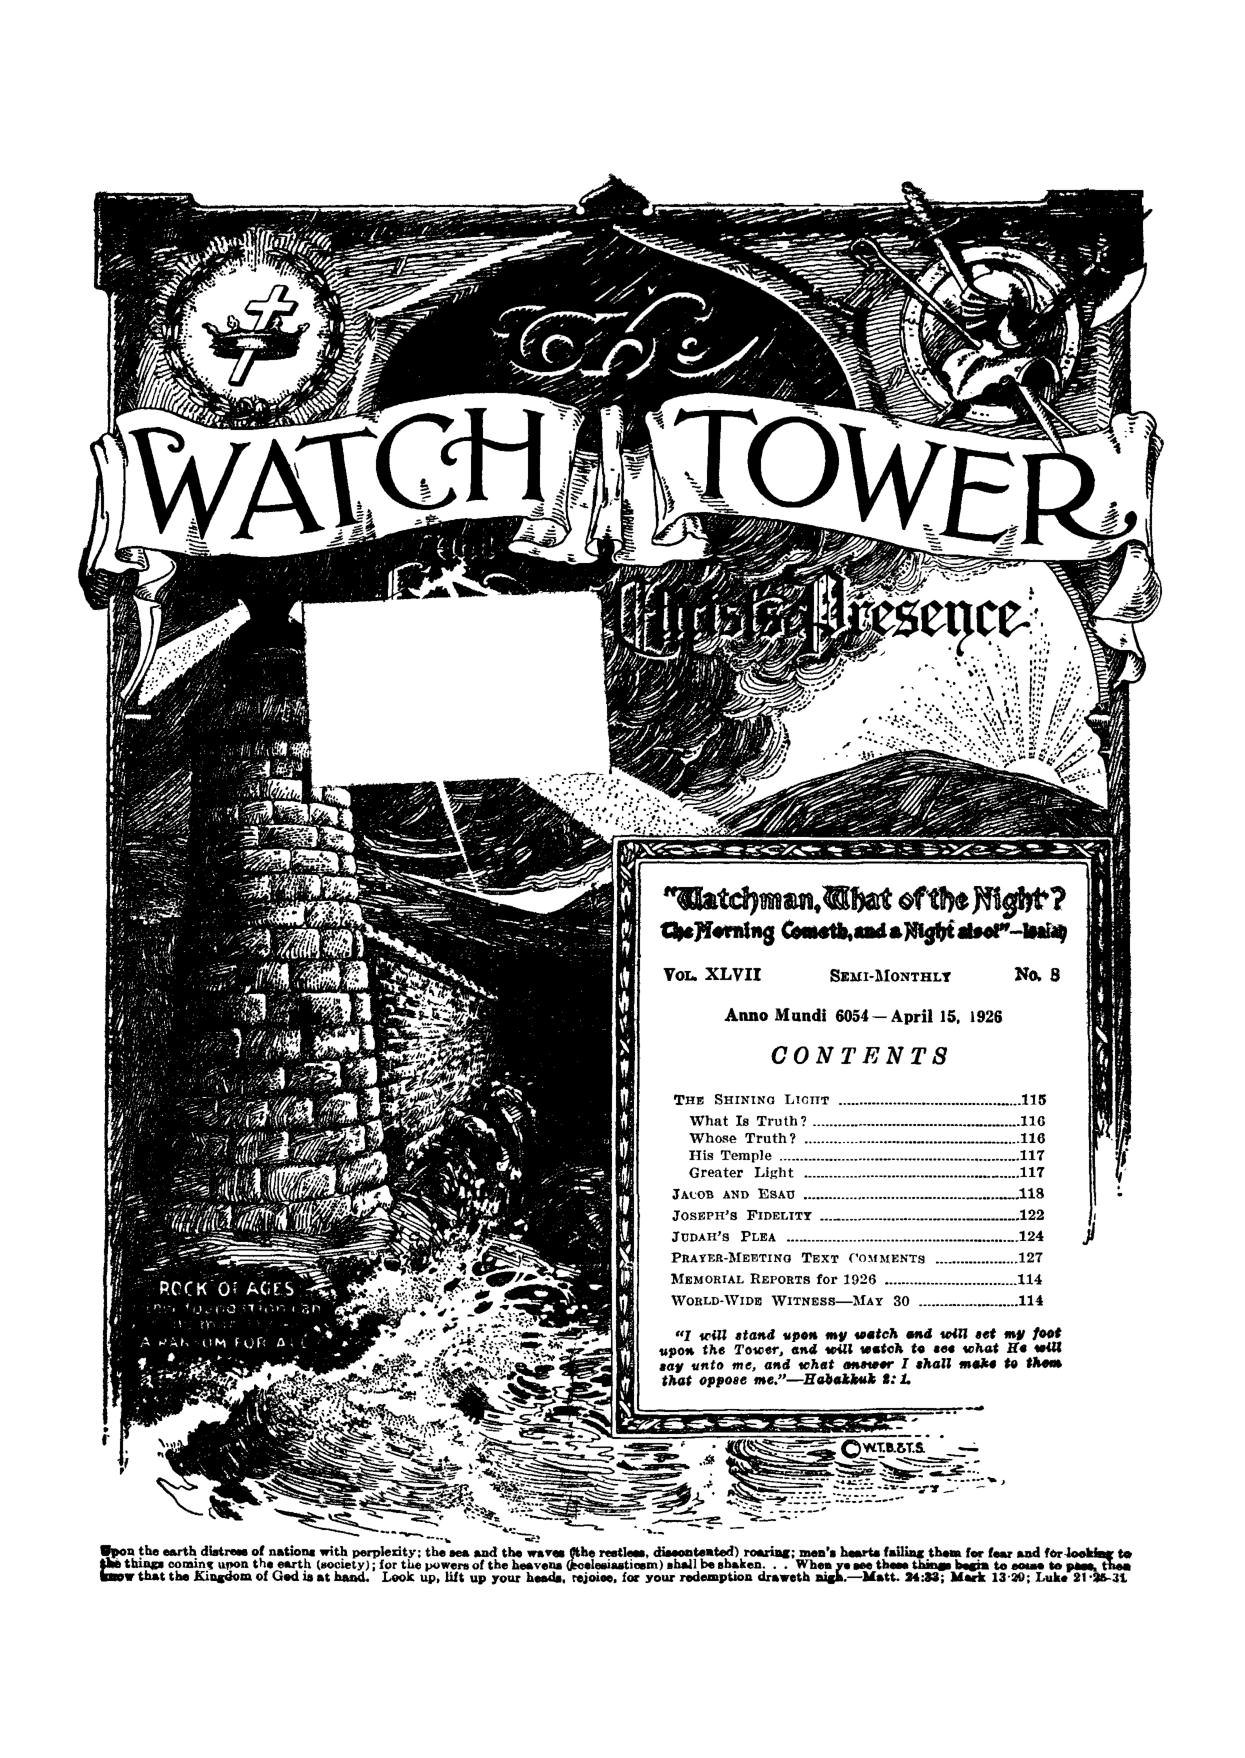 The
WATCH TOWER
And
Christ's Presence
"Watchman, What of the Night?
The Morning Cometh, and a Night also!"—Isaiah
VOL. XLVII SEMI-MONTHLY No. 8
Anno Mundi 6054 — April 15, 1926
CONTENTS
THE SHINING LIGHT 115
What Is Truth? 116
Whose Truth? 116
His Temple 117
Greater Light 117
JACOB AND ESAU 118
JOSEPH'S FIDELITY 122
JUDAH'S PLEA 124
PRAYER-MEETING TEXT COMMENTS 127
MEMORIAL REPORTS for 1926 114
WORLD-WIDE WITNESS—MAY 30 114
"I will stand upon my watch and will set my foot
upon the Tower, and will watch to see what He will
say unto me, and what answer I shall make to them
that oppose me."—Habakkuk 2: 1.
ROCK OF AGES
A RANSOM FOR ALL
© W.T.B.&T.S.
Upon the earth distress of nations with perplexity; the sea and the waves (the restless, discontented) roaring; men's hearts failing them for fear and for looking to
the things coming upon the earth (society); for the powers of the heavens (ecclesiasticsm) shall be shaken. . . When ye see these things begin to come to pass, then
know that the Kingdom of God is at hand. Look up, lift up your heads, rejoice, for your redemption draweth nigh.—Matt. 24:33; Mark 13:29; Luke 21:25-31